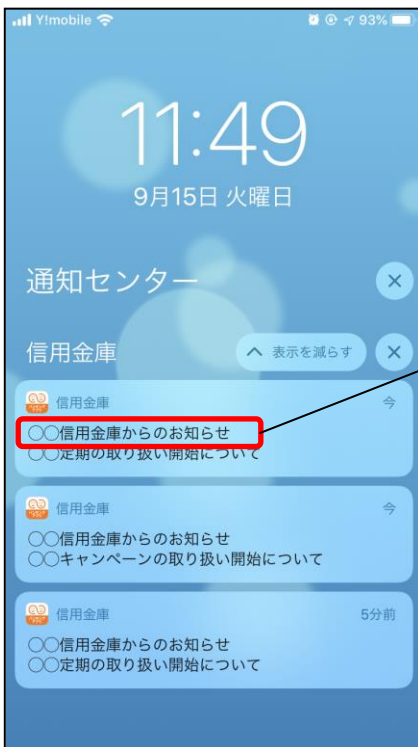 Y!mobile 93%
11:49
9月15日 火曜日
通知センター
信用金庫 表示を減らす
信用金庫 今
○○信用金庫からのお知らせ
○○定期の取り扱い開始について
信用金庫 今
○○信用金庫からのお知らせ
○○キャンペーンの取り扱い開始について
信用金庫 5分前
○○信用金庫からのお知らせ
○○定期の取り扱い開始について